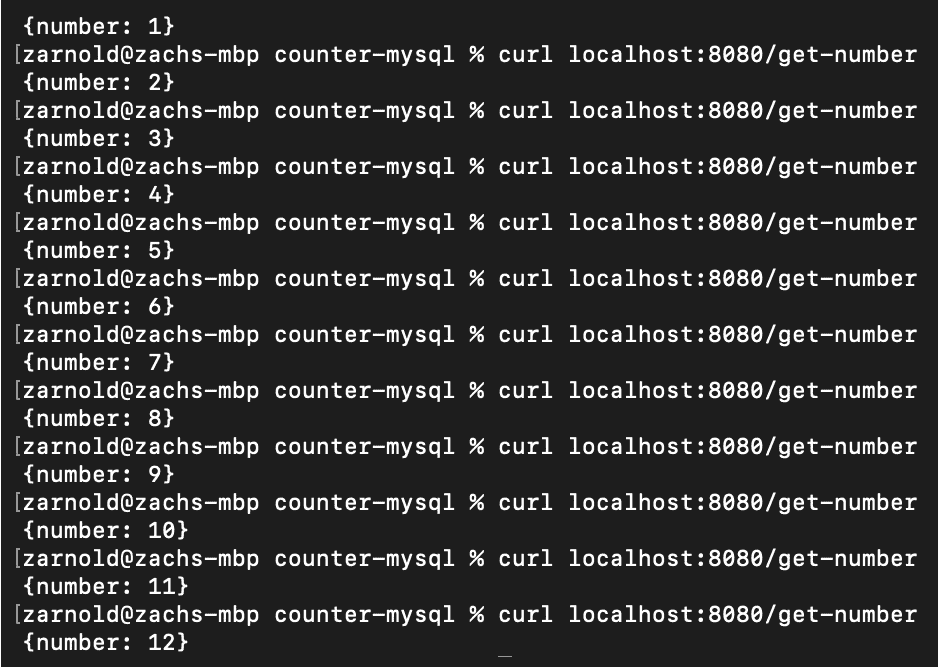 {number: 1}
[zarnold@zachs-mbp counter-mysql % curl localhost:8080/get-number
{number: 2}
[zarnold@zachs-mbp counter-mysql % curl localhost:8080/get-number
{number: 3}
[zarnold@zachs-mbp counter-mysql % curl localhost:8080/get-number
{number: 4}
[zarnold@zachs-mbp counter-mysql % curl localhost:8080/get-number
{number: 5}
[zarnold@zachs-mbp counter-mysql % curl localhost:8080/get-number
{number: 6}
[zarnold@zachs-mbp counter-mysql % curl localhost:8080/get-number
{number: 7}
[zarnold@zachs-mbp counter-mysql % curl localhost:8080/get-number
{number: 8}
[zarnold@zachs-mbp counter-mysql % curl localhost:8080/get-number
{number: 9}
[zarnold@zachs-mbp counter-mysql % curl localhost:8080/get-number
{number: 10}
[zarnold@zachs-mbp counter-mysql % curl localhost:8080/get-number
{number: 11}
[zarnold@zachs-mbp counter-mysql % curl localhost:8080/get-number
{number: 12}